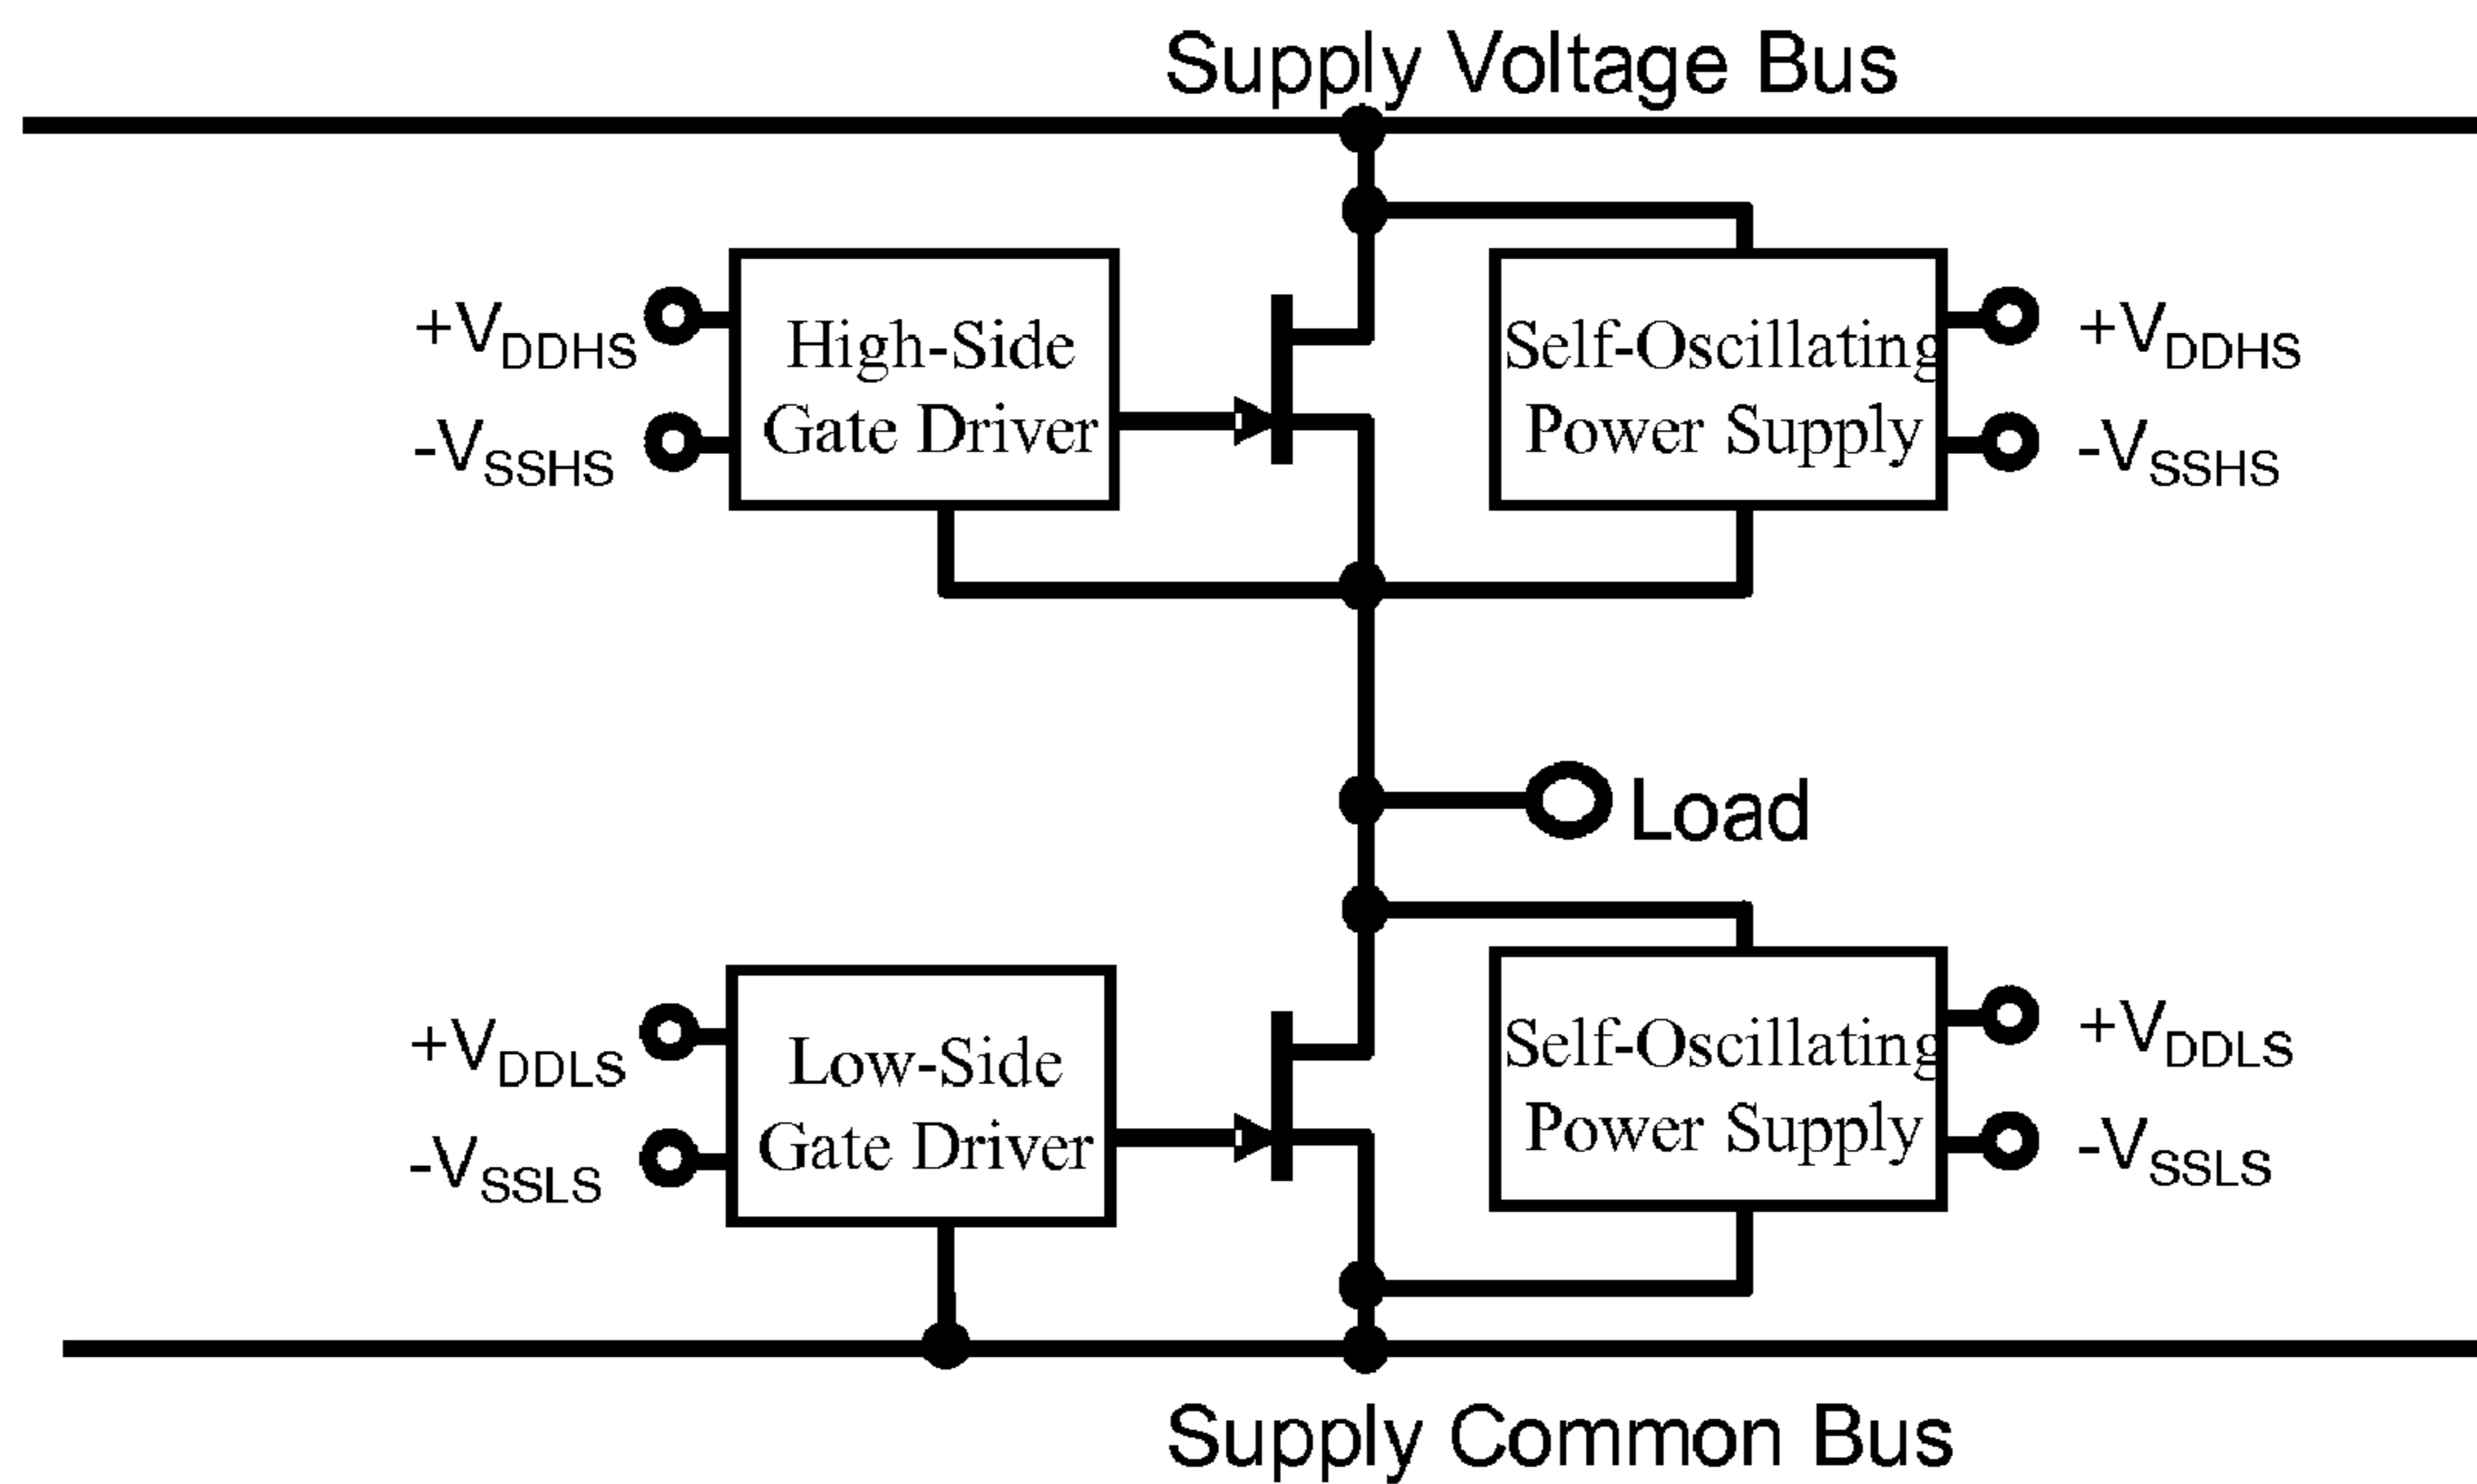 Supply Voltage Bus
+VDDHS
-VSSHS
High-Side
Gate Driver
Self-Oscillating
Power Supply
+VDDHS
-VSSHS
Load
+VDDLS
-VSSLS
Low-Side
Gate Driver
Self-Oscillating
Power Supply
+VDDLS
-VSSLS
Supply Common Bus